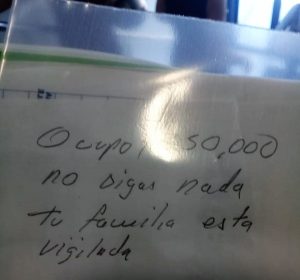 Ocupo 50,000
no digas nada
tu familia esta
vigilada